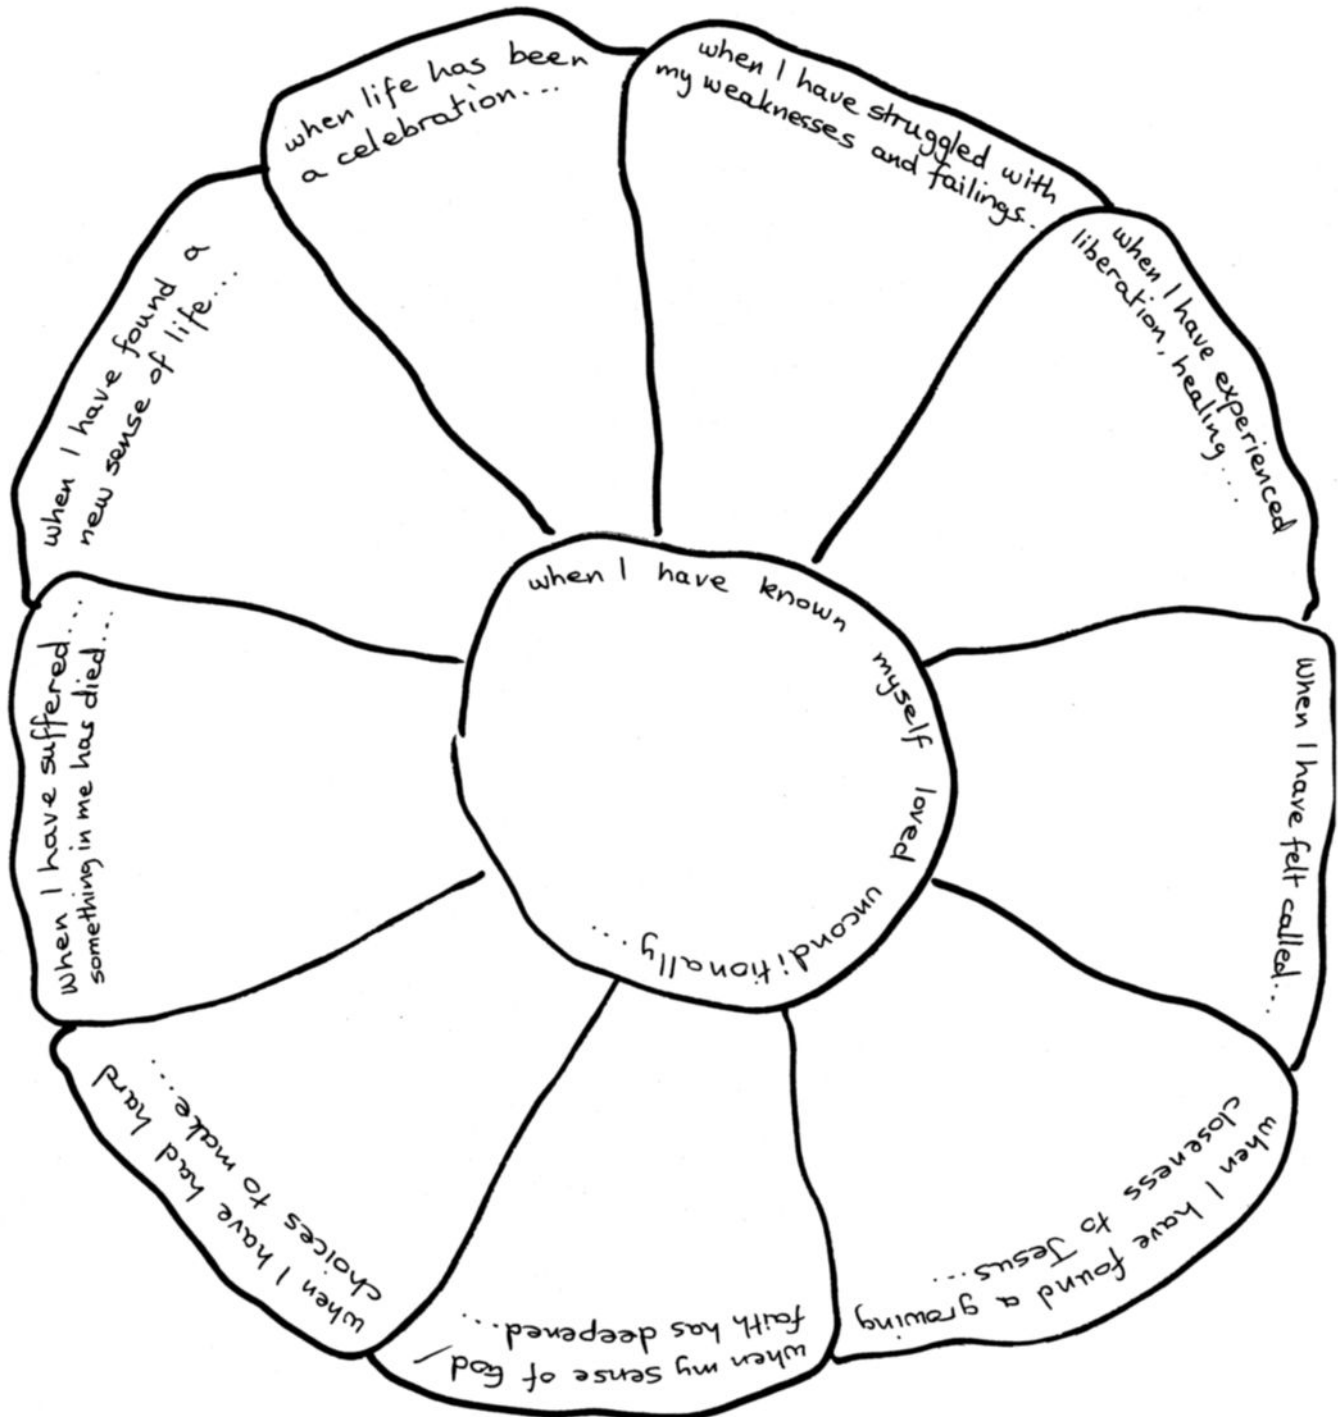 when life has been
a celebration...
when I have struggled with
my weaknesses and failings...
when I have experienced
liberation, healing....
when I have felt called...
when I have found a growing
closeness to Jesus...
when my sense of God/
faith has deepened....
when I have had hard
choices to make....
when I have suffered....
something in me has died....
when I have found a
new sense of life....
when I have known myself loved unconditionally...